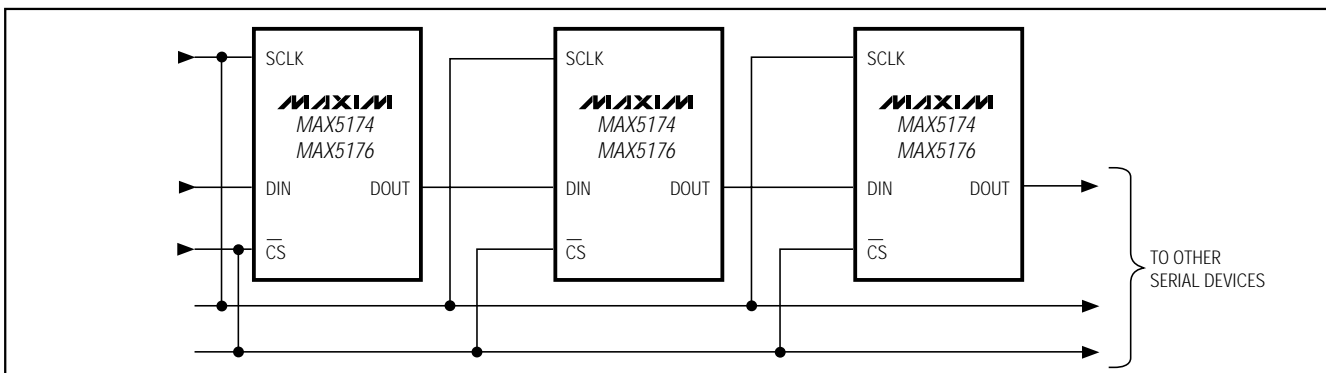 SCLK
MAXIM
MAX5174
MAX5176
DIN
DOUT
CS
SCLK
MAXIM
MAX5174
MAX5176
DIN
DOUT
CS
SCLK
MAXIM
MAX5174
MAX5176
DIN
DOUT
CS
TO OTHER
SERIAL DEVICES